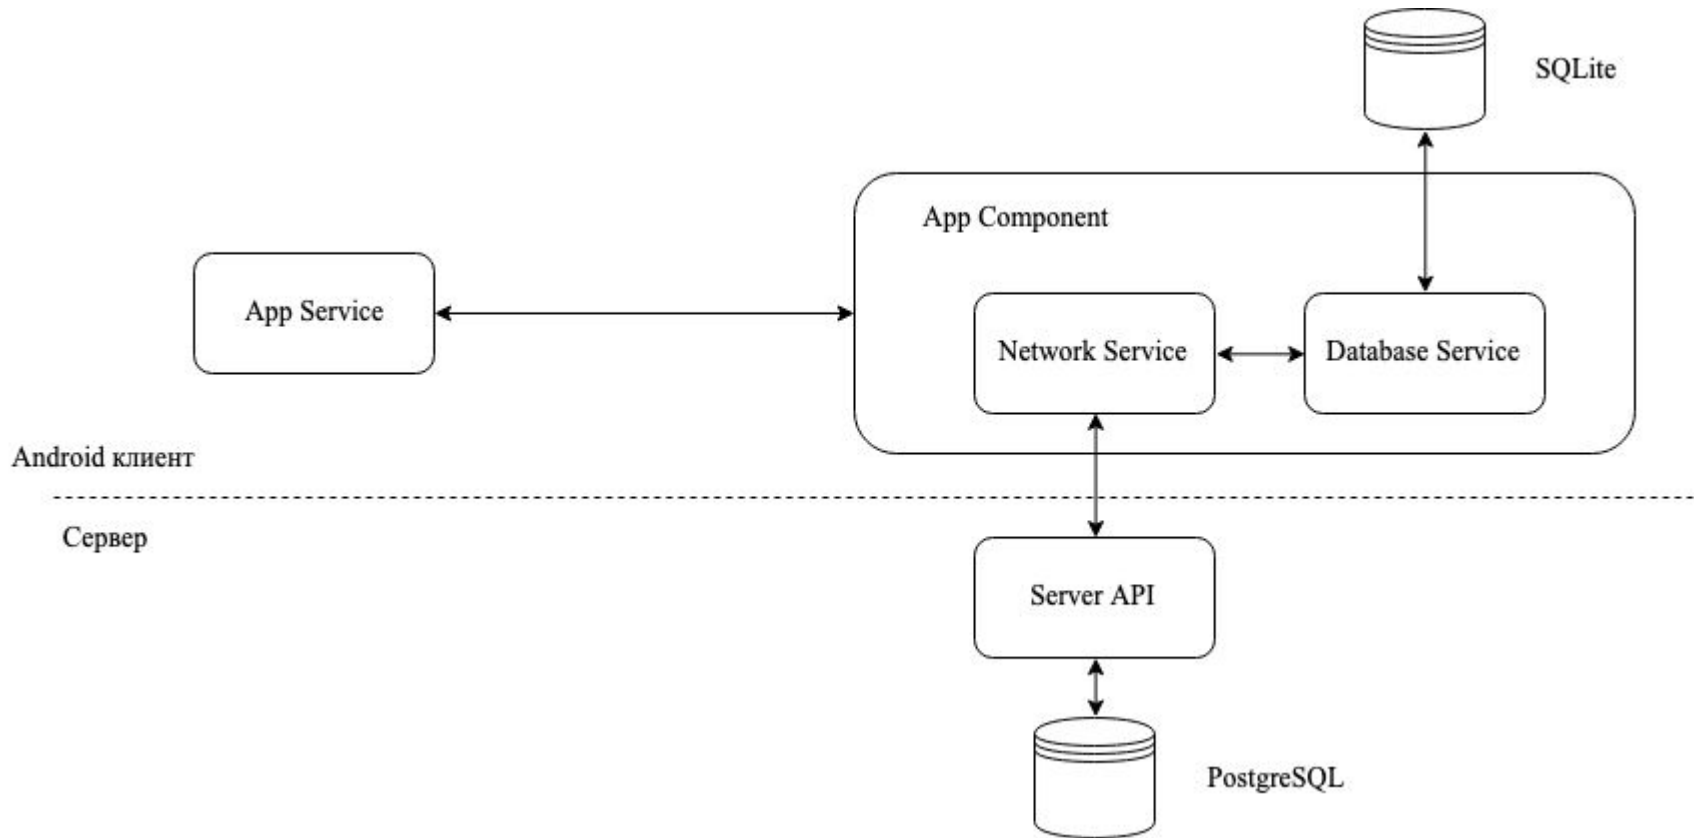 SQLite
App Component
App Service
Network Service
Database Service
Android клиент
Сервер
Server API
PostgreSQL